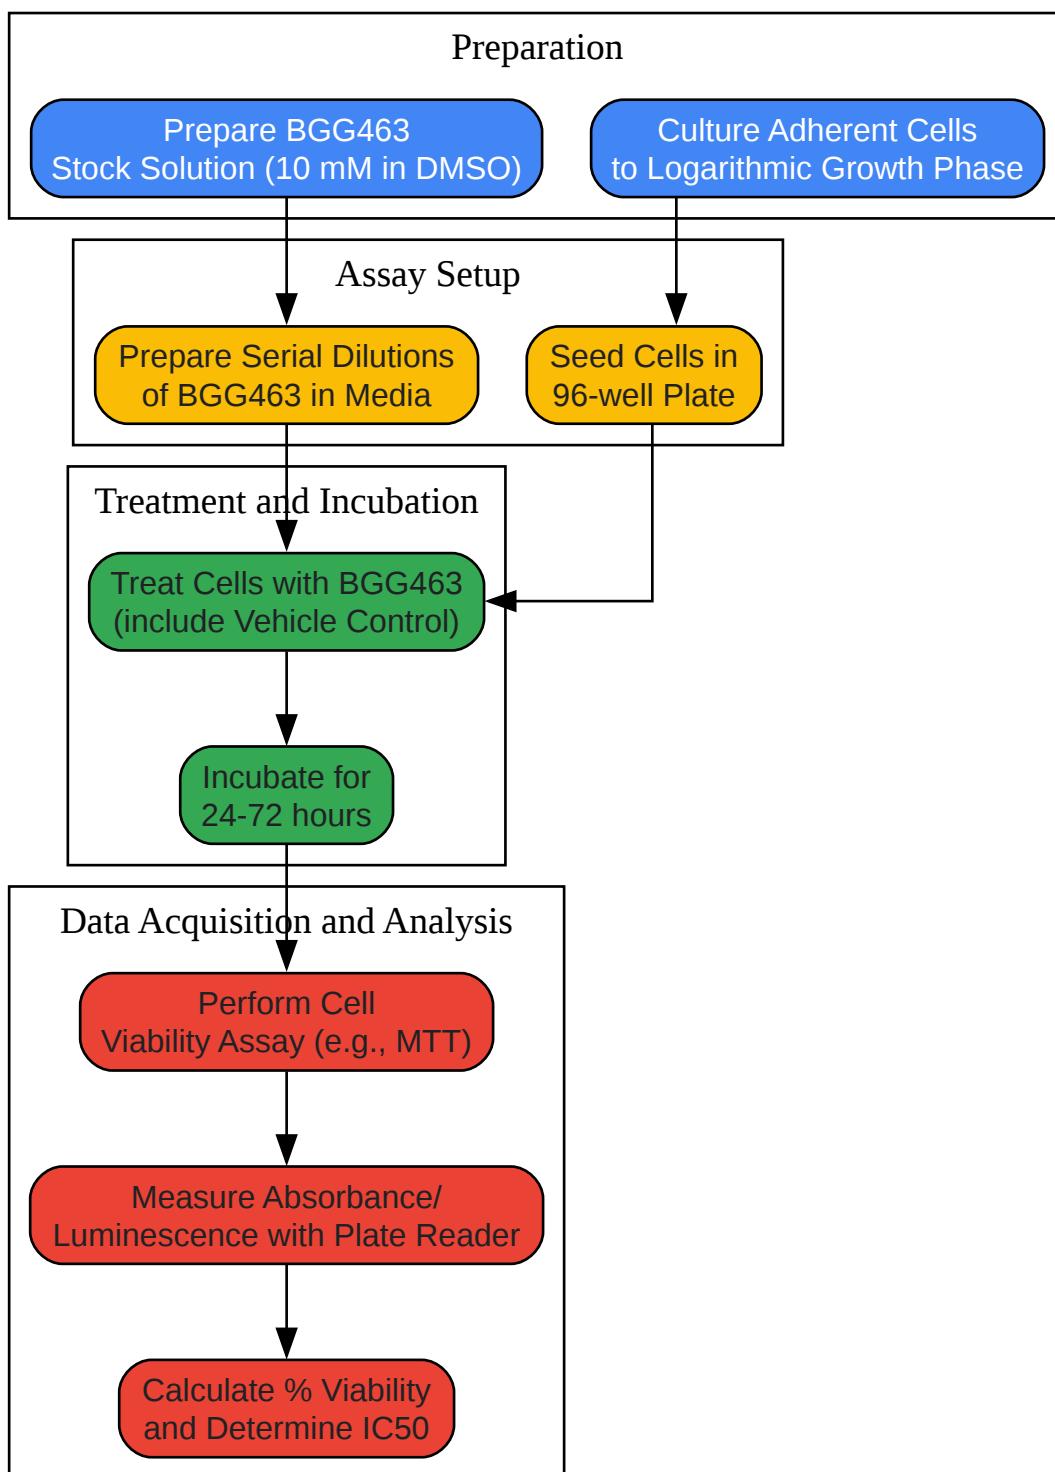 Preparation
Prepare BGG463
Stock Solution (10 mM in DMSO)
Culture Adherent Cells
to Logarithmic Growth Phase
Assay Setup
Prepare Serial Dilutions
of BGG463 in Media
Seed Cells in
96-well Plate
Treatment and Incubation
Treat Cells with BGG463
(include Vehicle Control)
Incubate for
24-72 hours
Data Acquisition and Analysis
Perform Cell
Viability Assay (e.g., MTT)
Measure Absorbance/
Luminescence with Plate Reader
Calculate % Viability
and Determine IC50